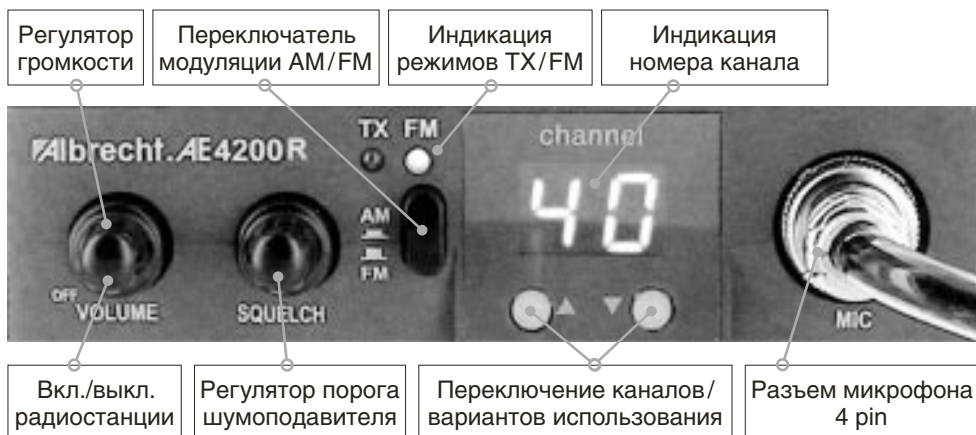 Регулятор
громкости
Переключатель
модуляции AM/FM
Индикация
режимов TX/FM
Индикация
номера канала
Albrecht. AE4200R
TX FM
channel
40
AM
FM
OFF
VOLUME
SQUELCH
MIC
Вкл./выкл.
радиостанции
Регулятор порога
шумоподавителя
Переключение каналов/
вариантов использования
Разъем микрофона
4 pin